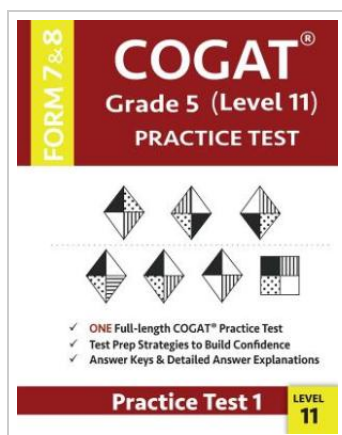 FORM 7&8
COGAT®
Grade 5 (Level 11)
PRACTICE TEST
✓ ONE Full-length COGAT® Practice Test
✓ Test Prep Strategies to Build Confidence
✓ Answer Keys & Detailed Answer Explanations
Practice Test 1
LEVEL
11